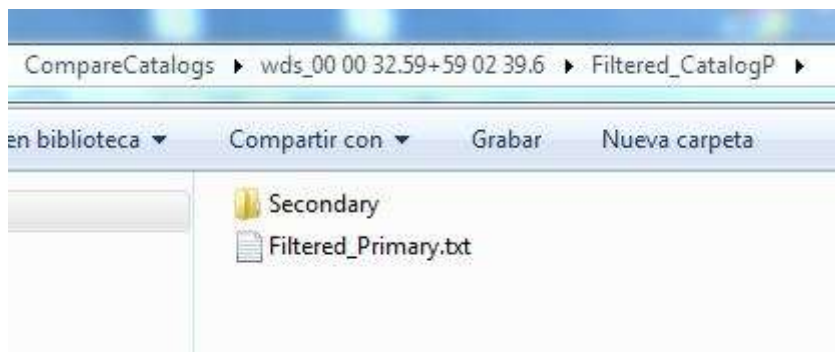 CompareCatalogs ▸ wds_00 00 32.59+59 02 39.6 ▸ Filtered_CatalogP ▸
en biblioteca ▾ Compartir con ▾ Grabar Nueva carpeta
Secondary
Filtered_Primary.txt